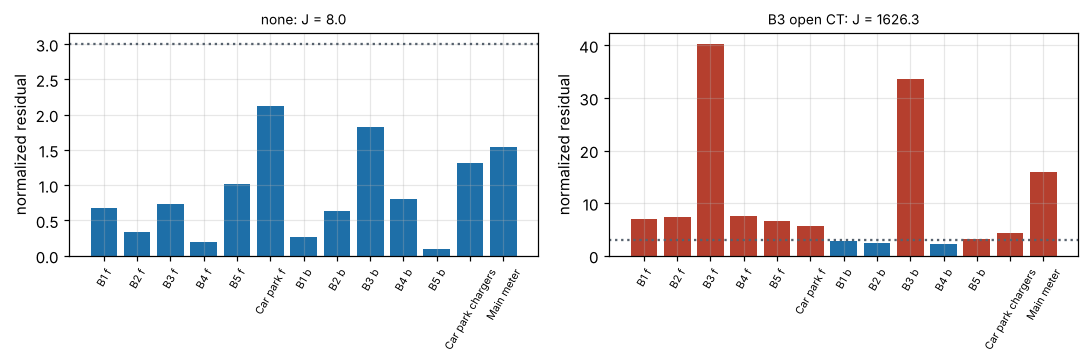 none: J = 8.0
normalized residual
3.0
2.5
2.0
1.5
1.0
0.5
0.0
B1 f
B2 f
B3 f
B4 f
B5 f
Car park f
B1 b
B2 b
B3 b
B4 b
B5 b
Car park chargers
Main meter
B3 open CT: J = 1626.3
normalized residual
40
30
20
10
0
B1 f
B2 f
B3 f
B4 f
B5 f
Car park f
B1 b
B2 b
B3 b
B4 b
B5 b
Car park chargers
Main meter